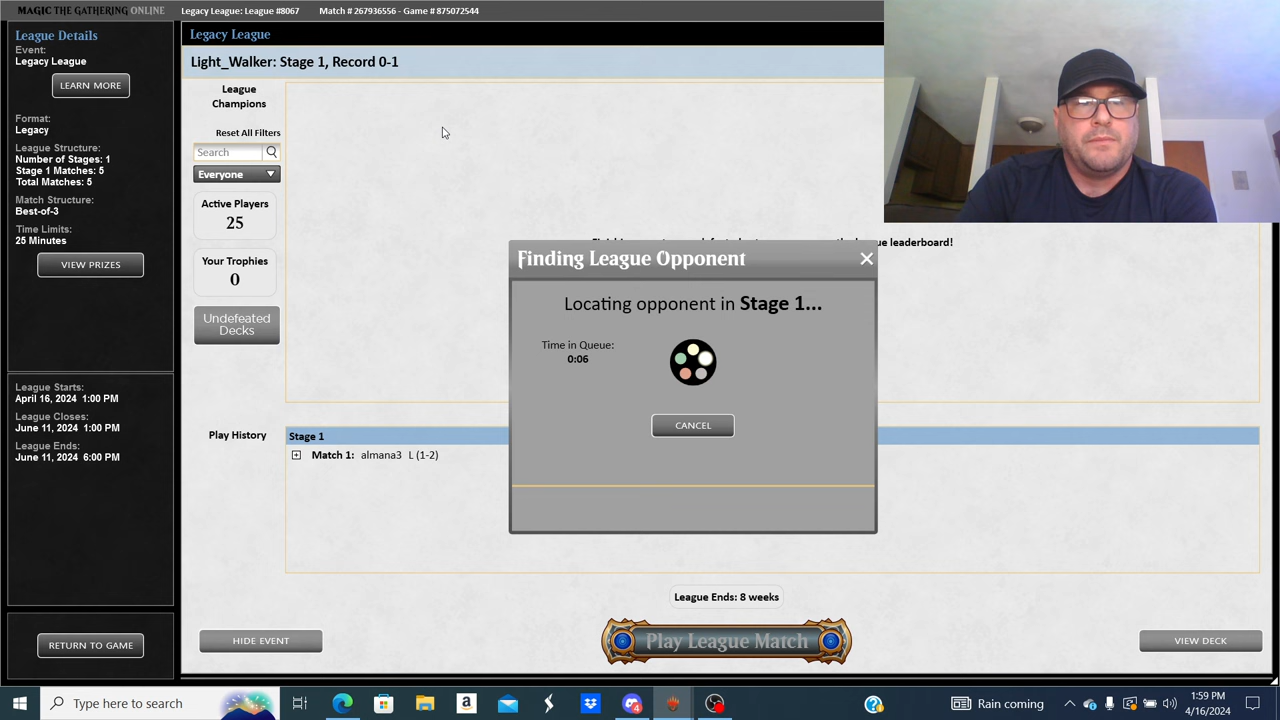 MAGIC THE GATHERING ONLINE
Legacy League: League #8067
Match # 267936556 - Game # 875072544
League Details
Event:
Legacy League
LEARN MORE
Format:
Legacy
League Structure:
Number of Stages: 1
Stage 1 Matches: 5
Total Matches: 5
Match Structure:
Best-of-3
Time Limits:
25 Minutes
VIEW PRIZES
League Starts:
April 16, 2024 1:00 PM
League Closes:
June 11, 2024 1:00 PM
League Ends:
June 11, 2024 6:00 PM
RETURN TO GAME
Legacy League
Light_Walker: Stage 1, Record 0-1
League
Champions
Reset All Filters
Search
Everyone
Active Players
25
Your Trophies
0
Undefeated
Decks
leaderboard!
Finding League Opponent
Locating opponent in Stage 1...
Time in Queue:
0:06
CANCEL
Play History
Stage 1
Match 1: almana3 L (1-2)
League Ends: 8 weeks
HIDE EVENT
Play League Match
VIEW DECK
Type here to search
Rain coming
1:59 PM
4/16/2024